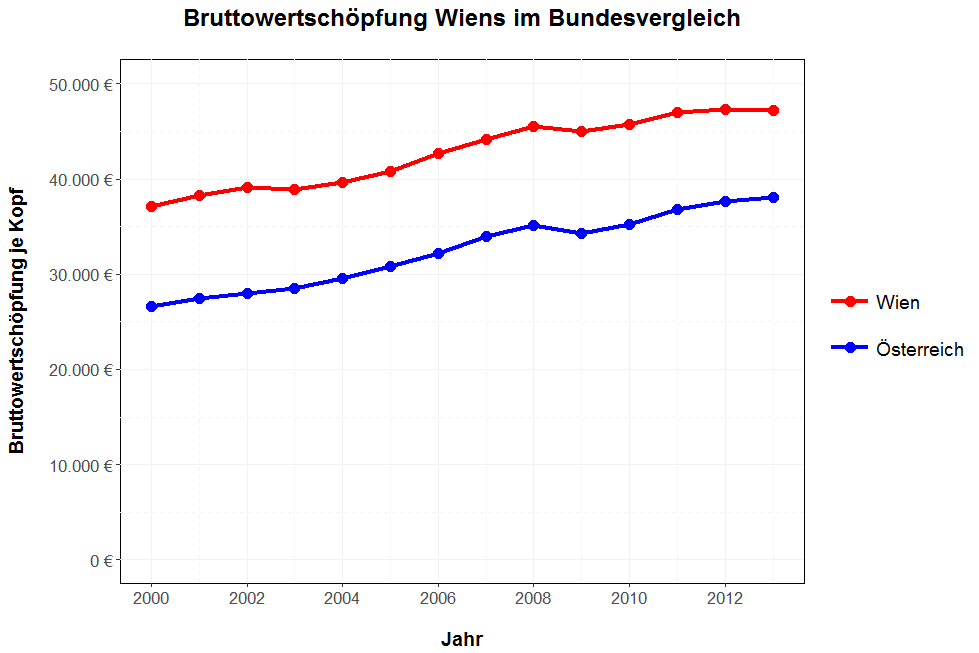 Bruttowertschöpfung Wiens im Bundesvergleich
Bruttowertschöpfung je Kopf
50.000 €
40.000 €
30.000 €
20.000 €
10.000 €
0 €
2000 2002 2004 2006 2008 2010 2012
Jahr
Wien
Österreich